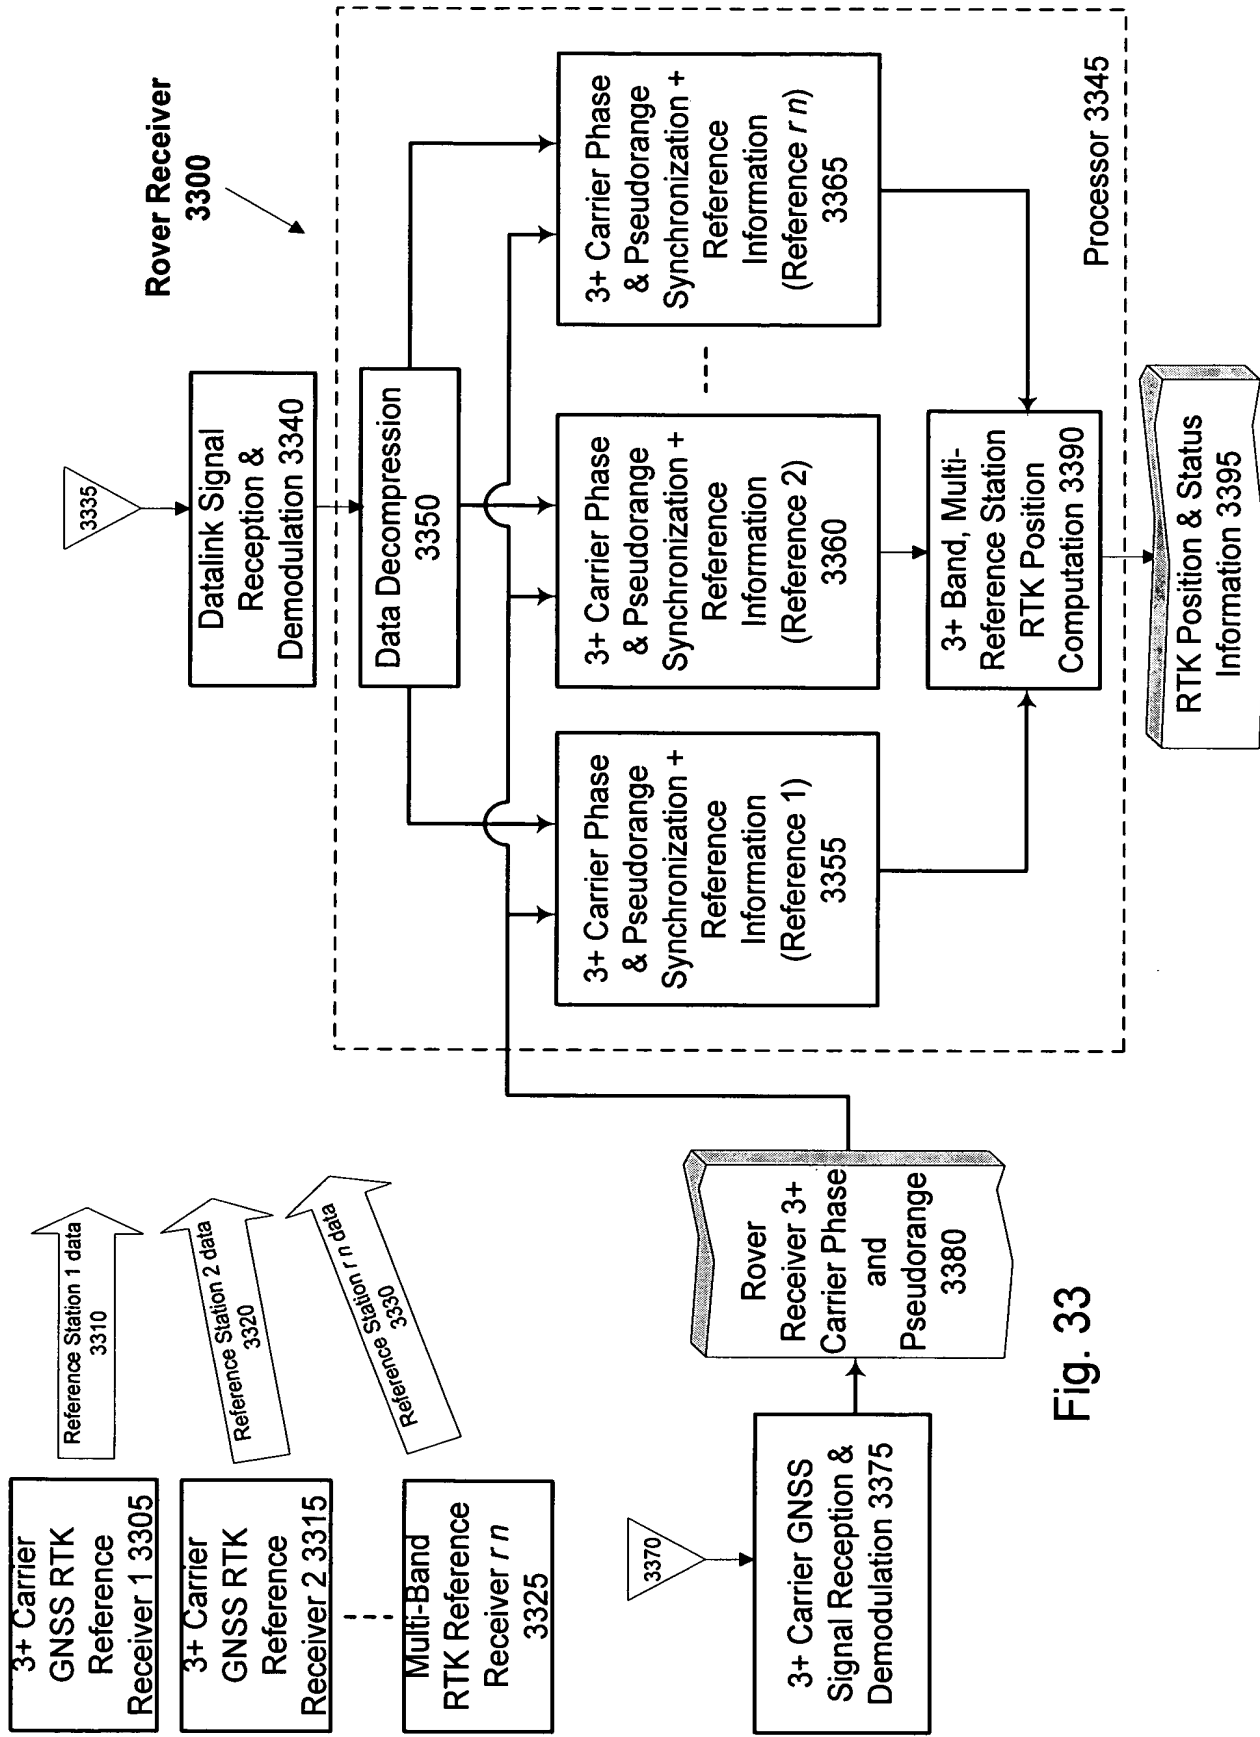 3+ Carrier
GNSS RTK
Reference
Receiver 1 3305
Reference Station 1 data
3310
3+ Carrier
GNSS RTK
Reference
Receiver 2 3315
Reference Station 2 data
3320
Multi-Band
RTK Reference
Receiver r n
3325
Reference Station r n data
3330
Rover Receiver
3300
3335
Datalink Signal
Reception &
Demodulation 3340
Data Decompression
3350
3+ Carrier Phase
& Pseudorange
Synchronization +
Reference
Information
(Reference 1)
3355
3+ Carrier Phase
& Pseudorange
Synchronization +
Reference
Information
(Reference 2)
3360
3+ Carrier Phase
& Pseudorange
Synchronization +
Reference
Information
(Reference r n)
3365
3370
3+ Carrier GNSS
Signal Reception &
Demodulation 3375
Rover
Receiver 3+
Carrier Phase
and
Pseudorange
3380
3+ Band, Multi-
Reference Station
RTK Position
Computation 3390
Processor 3345
RTK Position & Status
Information 3395
Fig. 33